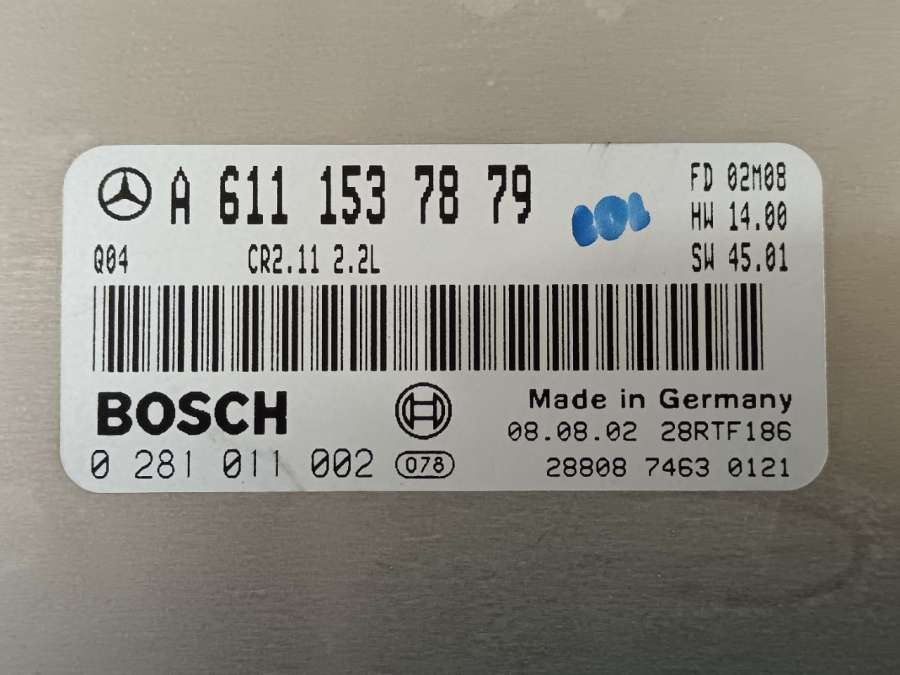 A 611 153 78 79
FD 02M08
HW 14.00
SW 45.01
Q04 CR2.11 2.2L
BOSCH
Made in Germany
08.08.02 28RTF186
0 281 011 002 078
28808 7463 0121